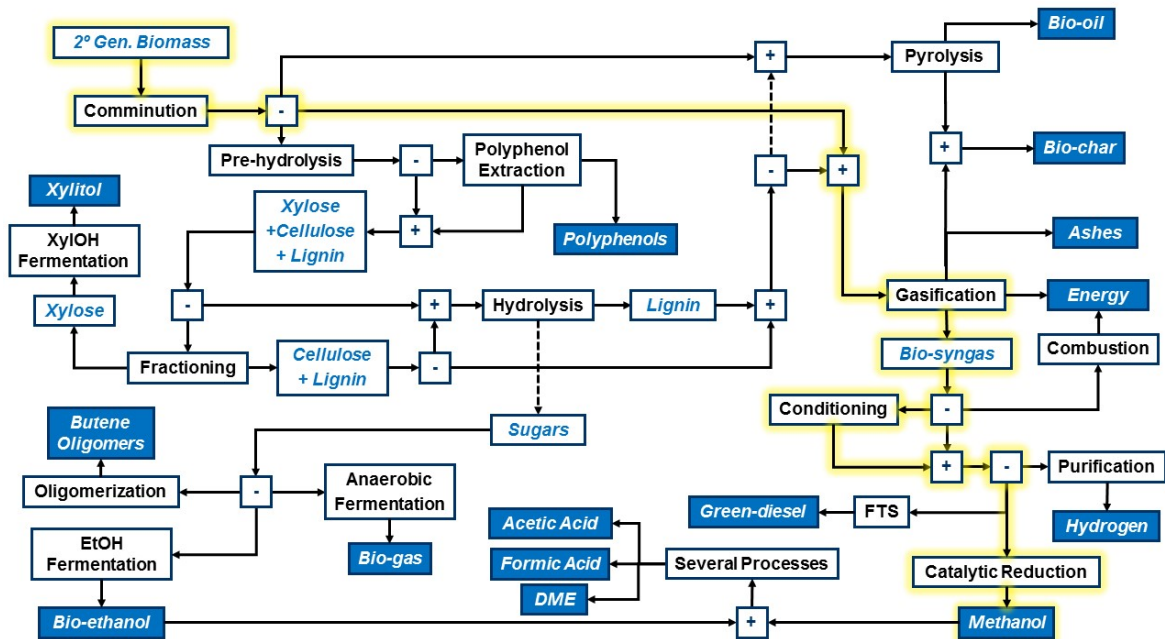 2º Gen. Biomass
Bio-oil
+
Pyrolysis
Comminution
-
Pre-hydrolysis
-
Polyphenol
Extraction
-
+
+
Bio-char
Xylitol
Xylose
+Cellulose
+ Lignin
+
Polyphenols
XylOH
Fermentation
Ashes
Xylose
-
+
Hydrolysis
Lignin
+
Gasification
Energy
Fractioning
Cellulose
+ Lignin
-
Bio-syngas
Combustion
Butene
Oligomers
Sugars
Conditioning
-
Oligomerization
-
Anaerobic
Fermentation
+
-
Purification
EtOH
Fermentation
Bio-gas
Acetic Acid
Green-diesel
FTS
Hydrogen
Formic Acid
Several Processes
Catalytic Reduction
DME
Bio-ethanol
+
Methanol